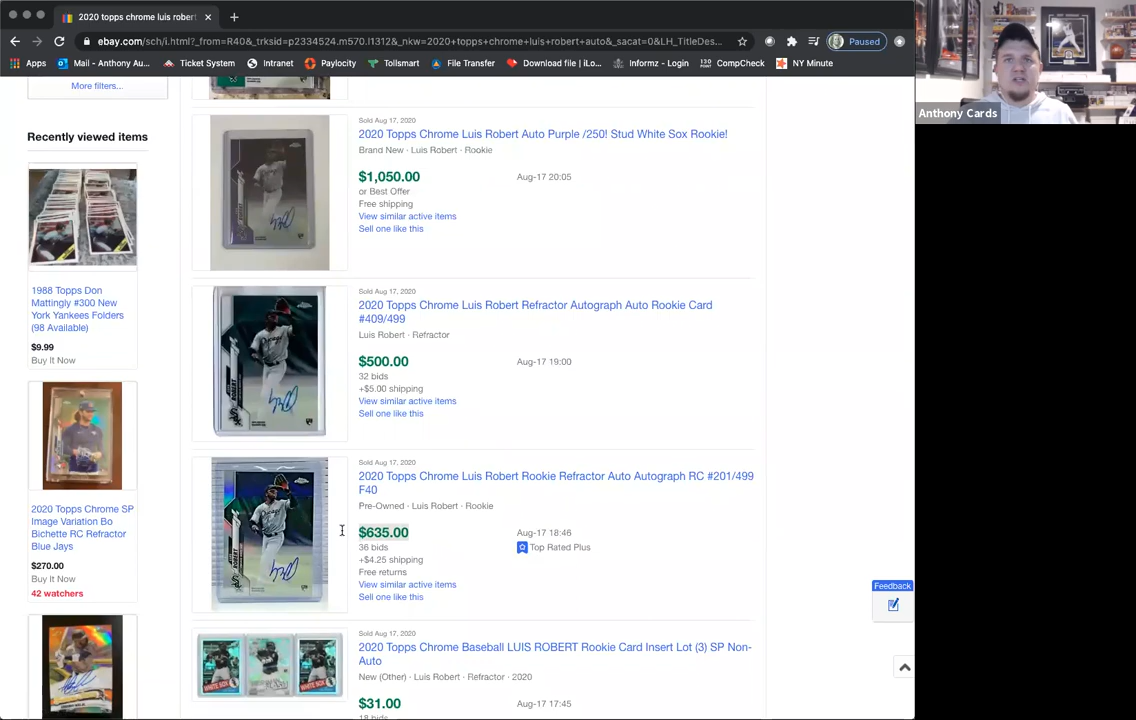 2020 topps chrome luis robert
ebay.com/sch/i.html?_from=R40&_trksid=p2334524.m570.l1312&_nkw=2020+topps+chrome+luis+robert+auto&_sacat=0&LH_TitleDes...
Paused
Apps
Mail - Anthony Au...
Ticket System
Intranet
Paylocity
Tollsmart
File Transfer
Download file | iLo...
Informz - Login
CompCheck
NY Minute
Anthony Cards
More filters...
Recently viewed items
1988 Topps Don
Mattingly #300 New
York Yankees Folders
(98 Available)
$9.99
Buy It Now
2020 Topps Chrome SP
Image Variation Bo
Bichette RC Refractor
Blue Jays
$270.00
Buy It Now
42 watchers
Sold Aug 17, 2020
2020 Topps Chrome Luis Robert Auto Purple /250! Stud White Sox Rookie!
Brand New · Luis Robert · Rookie
$1,050.00
Aug-17 20:05
or Best Offer
Free shipping
View similar active items
Sell one like this
Sold Aug 17, 2020
2020 Topps Chrome Luis Robert Refractor Autograph Auto Rookie Card
#409/499
Luis Robert · Refractor
$500.00
Aug-17 19:00
32 bids
+$5.00 shipping
View similar active items
Sell one like this
Sold Aug 17, 2020
2020 Topps Chrome Luis Robert Rookie Refractor Auto Autograph RC #201/499
F40
Pre-Owned · Luis Robert · Rookie
$635.00
Aug-17 18:46
36 bids
Top Rated Plus
+$4.25 shipping
Free returns
View similar active items
Sell one like this
Sold Aug 17, 2020
2020 Topps Chrome Baseball LUIS ROBERT Rookie Card Insert Lot (3) SP Non-
Auto
New (Other) · Luis Robert · Refractor · 2020
$31.00
Aug-17 17:45
18 bids
Feedback